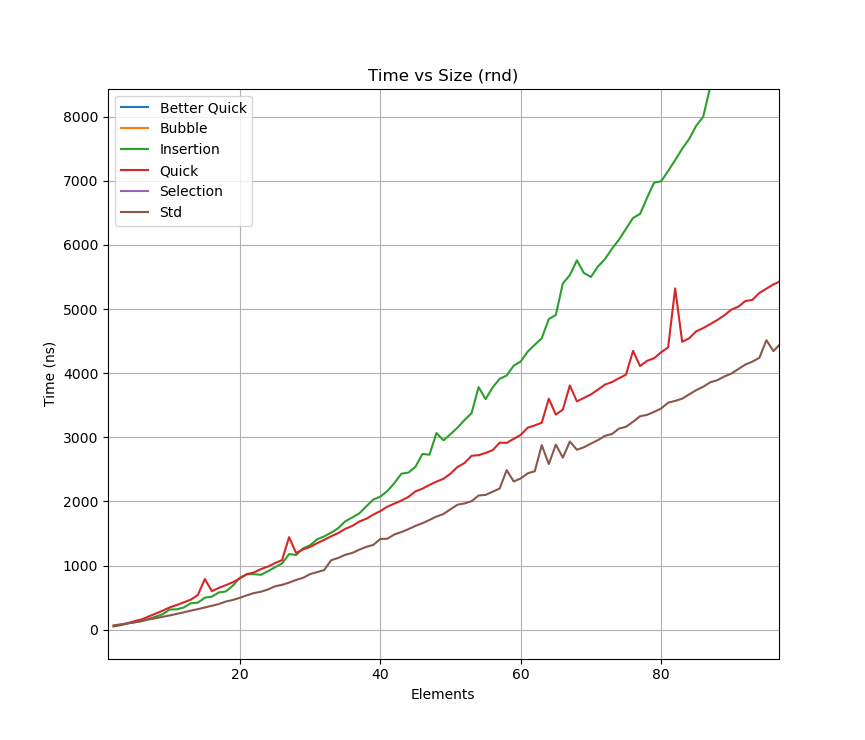 Time vs Size (rnd)
Better Quick
Bubble
Insertion
Quick
Selection
Std
8000
7000
6000
5000
4000
3000
2000
1000
0
Time (ns)
20
40
60
80
Elements